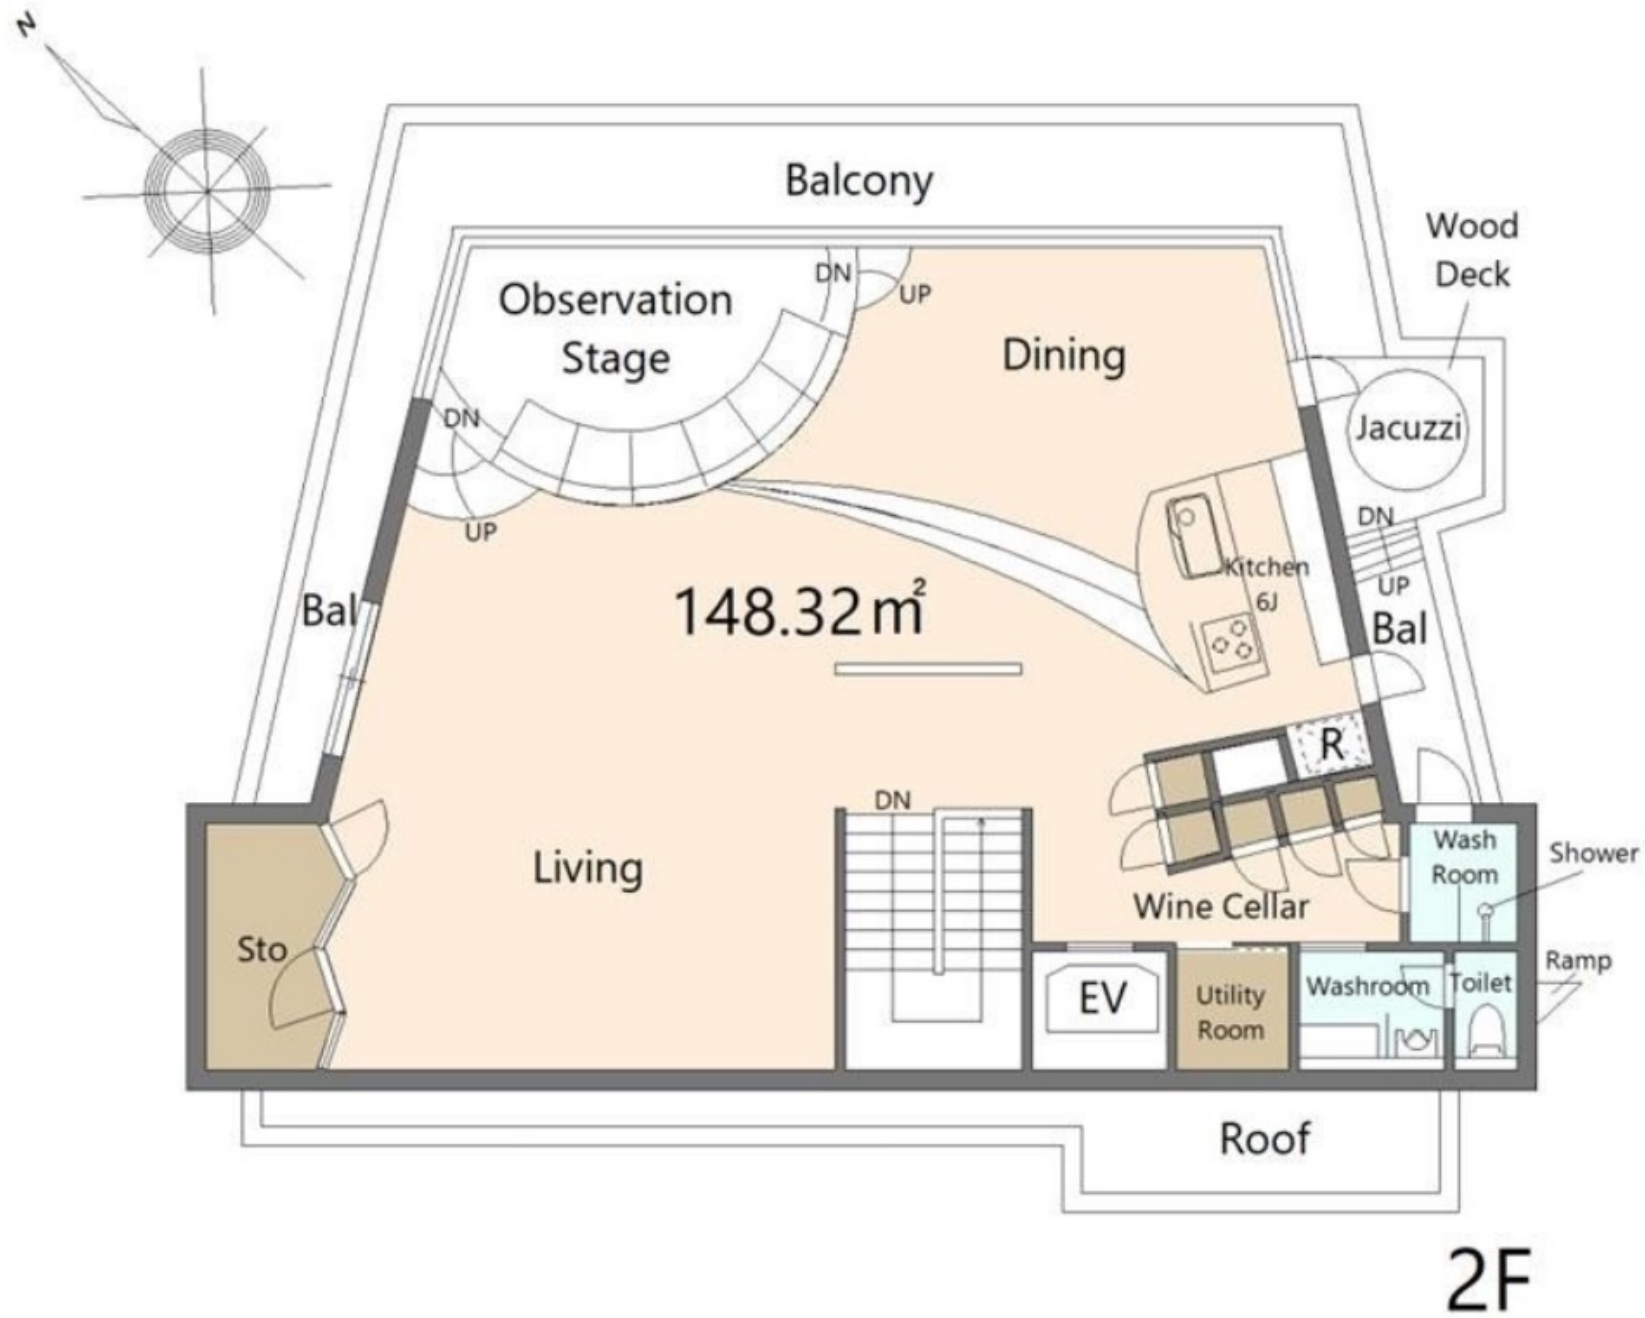 N
Balcony
Wood
Deck
Observation
Stage
DN
UP
Dining
DN
UP
Jacuzzi
DN
UP
Kitchen
6J
Bal
148.32㎡
Bal
R
DN
Living
Wash
Room
Shower
Wine Cellar
Sto
EV
Utility
Room
Washroom
Toilet
Ramp
Roof
2F